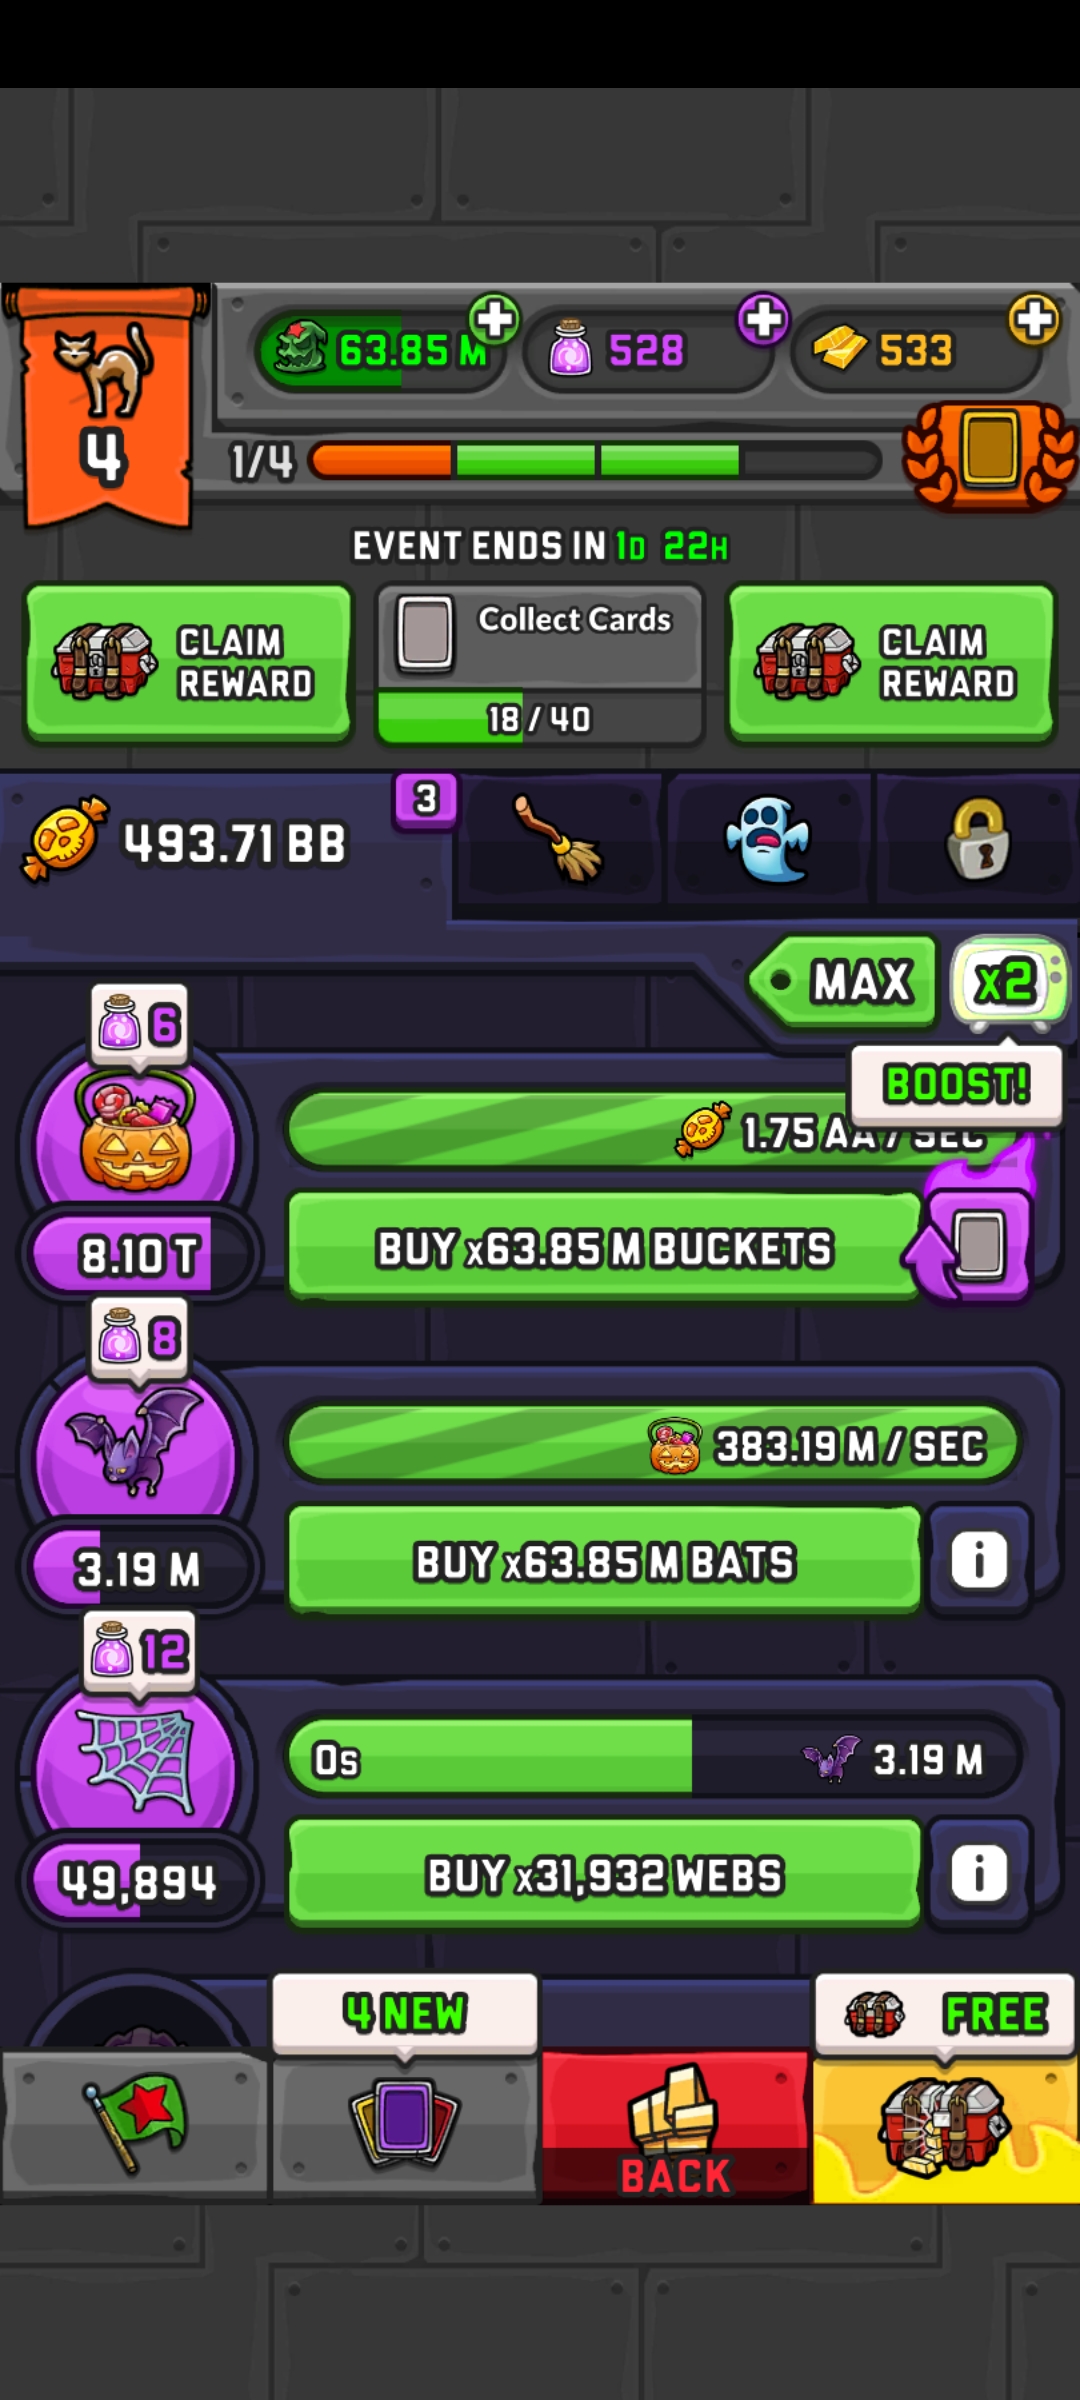 63.85 M
528
533
4
1/4
EVENT ENDS IN 1D 22H
CLAIM
REWARD
Collect Cards
18 / 40
CLAIM
REWARD
493.71 BB
3
MAX
x2
BOOST!
6
1.75 AA / SEC
8.10 T
BUY x63.85 M BUCKETS
8
383.19 M / SEC
3.19 M
BUY x63.85 M BATS
i
12
0s
3.19 M
49,894
BUY x31,932 WEBS
i
4 NEW
FREE
BACK